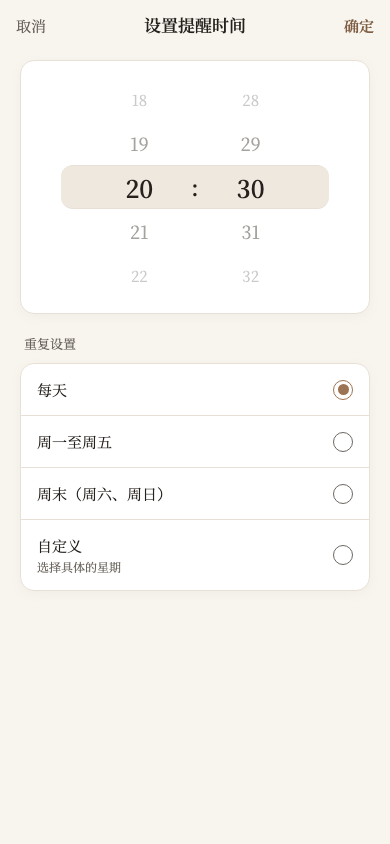 取消 设置提醒时间 确定
18 28
19 29
20 : 30
21 31
22 32
重复设置
每天
周一至周五
周末（周六、周日）
自定义
选择具体的星期